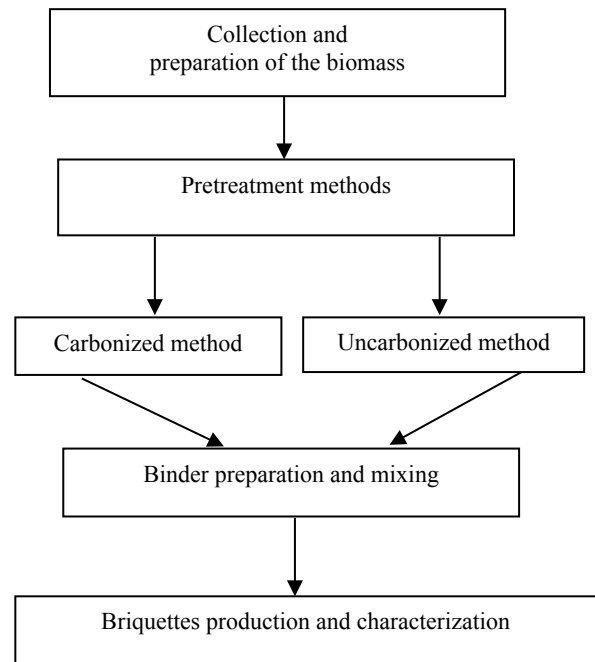 Collection and
preparation of the biomass
Pretreatment methods
Carbonized method
Uncarbonized method
Binder preparation and mixing
Briquettes production and characterization